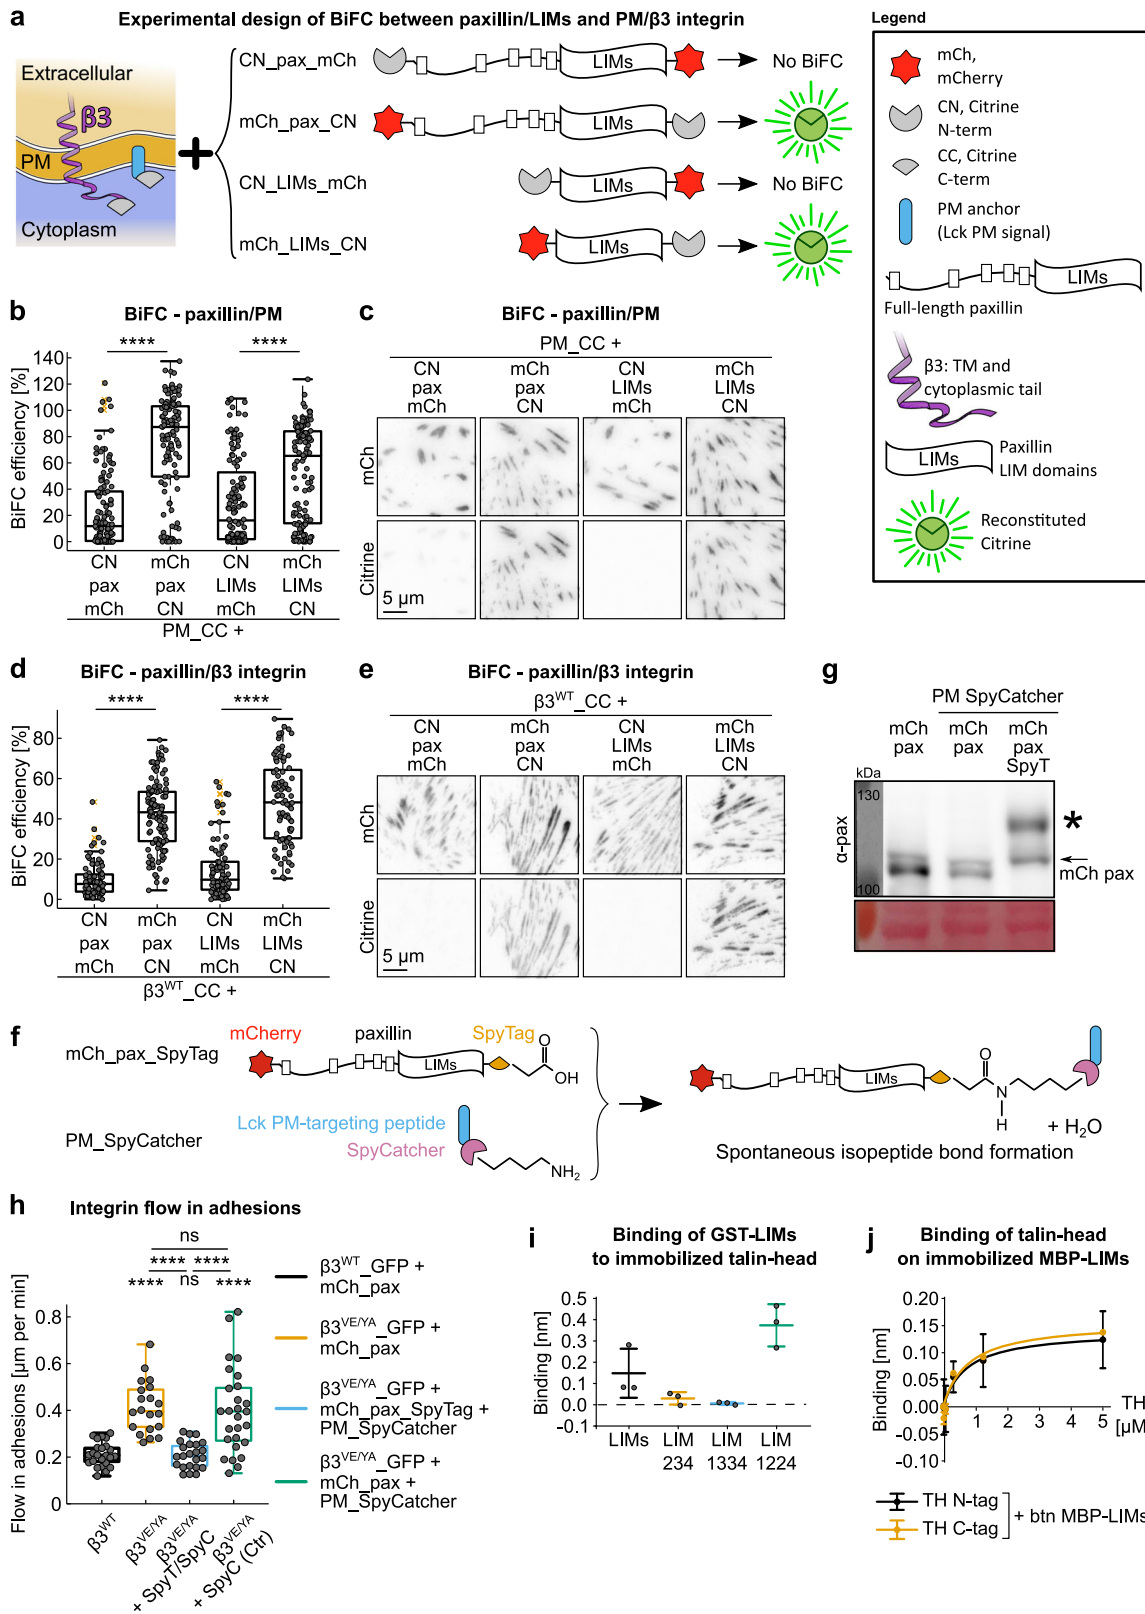 a Experimental design of BiFC between paxillin/LIMs and PM/β3 integrin
Extracellular
β3
PM
Cytoplasm
CN_pax_mCh
LIMs
No BiFC
mCh_pax_CN
LIMs
CN_LIMs_mCh
LIMs
No BiFC
mCh_LIMs_CN
LIMs
Legend
mCh,
mCherry
CN, Citrine
N-term
CC, Citrine
C-term
PM anchor
(Lck PM signal)
LIMs
Full-length paxillin
β3: TM and
cytoplasmic tail
LIMs
Paxillin
LIM domains
Reconstituted
Citrine
b BiFC - paxillin/PM
**** ****
BiFC efficiency [%]
140
120
100
80
60
40
20
0
CN mCh CN mCh
pax pax LIMs LIMs
mCh CN mCh CN
PM_CC +
c BiFC - paxillin/PM
PM_CC +
CN mCh CN mCh
pax pax LIMs LIMs
mCh CN mCh CN
mCh
Citrine
5 µm
d BiFC - paxillin/β3 integrin
**** ****
BiFC efficiency [%]
80
60
40
20
0
CN mCh CN mCh
pax pax LIMs LIMs
mCh CN mCh CN
β3WT_CC +
e BiFC - paxillin/β3 integrin
β3WT_CC +
CN mCh CN mCh
pax pax LIMs LIMs
mCh CN mCh CN
mCh
Citrine
5 µm
g
PM SpyCatcher
mCh mCh mCh
pax pax pax
SpyT
kDa
130
100
α-pax
*
mCh pax
f
mCh_pax_SpyTag
mCherry paxillin SpyTag
LIMs
O
OH
Lck PM-targeting peptide
PM_SpyCatcher
SpyCatcher
NH2
LIMs
O
N
H
+ H2O
Spontaneous isopeptide bond formation
h Integrin flow in adhesions
ns
**** ****
**** ns ****
Flow in adhesions [µm per min]
0.8
0.6
0.4
0.2
0
β3WT
β3VE/YA
β3VE/YA
+ SpyT/SpyC
β3VE/YA
+ SpyC (Ctr)
β3WT_GFP +
mCh_pax
β3VE/YA_GFP +
mCh_pax
β3VE/YA_GFP +
mCh_pax_SpyTag +
PM_SpyCatcher
β3VE/YA_GFP +
mCh_pax +
PM_SpyCatcher
i Binding of GST-LIMs
to immobilized talin-head
Binding [nm]
0.5
0.4
0.3
0.2
0.1
0.0
-0.1
LIMs LIM LIM LIM
234 1334 1224
j Binding of talin-head
on immobilized MBP-LIMs
Binding [nm]
0.20
0.15
0.10
0.05
0.00
-0.05
-0.10
1 2 3 4 5
TH
[µM
TH N-tag
TH C-tag
+ btn MBP-LIMs